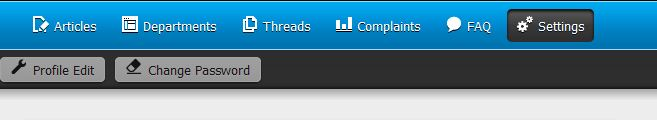 Articles Departments Threads Complaints FAQ Settings
Profile Edit Change Password